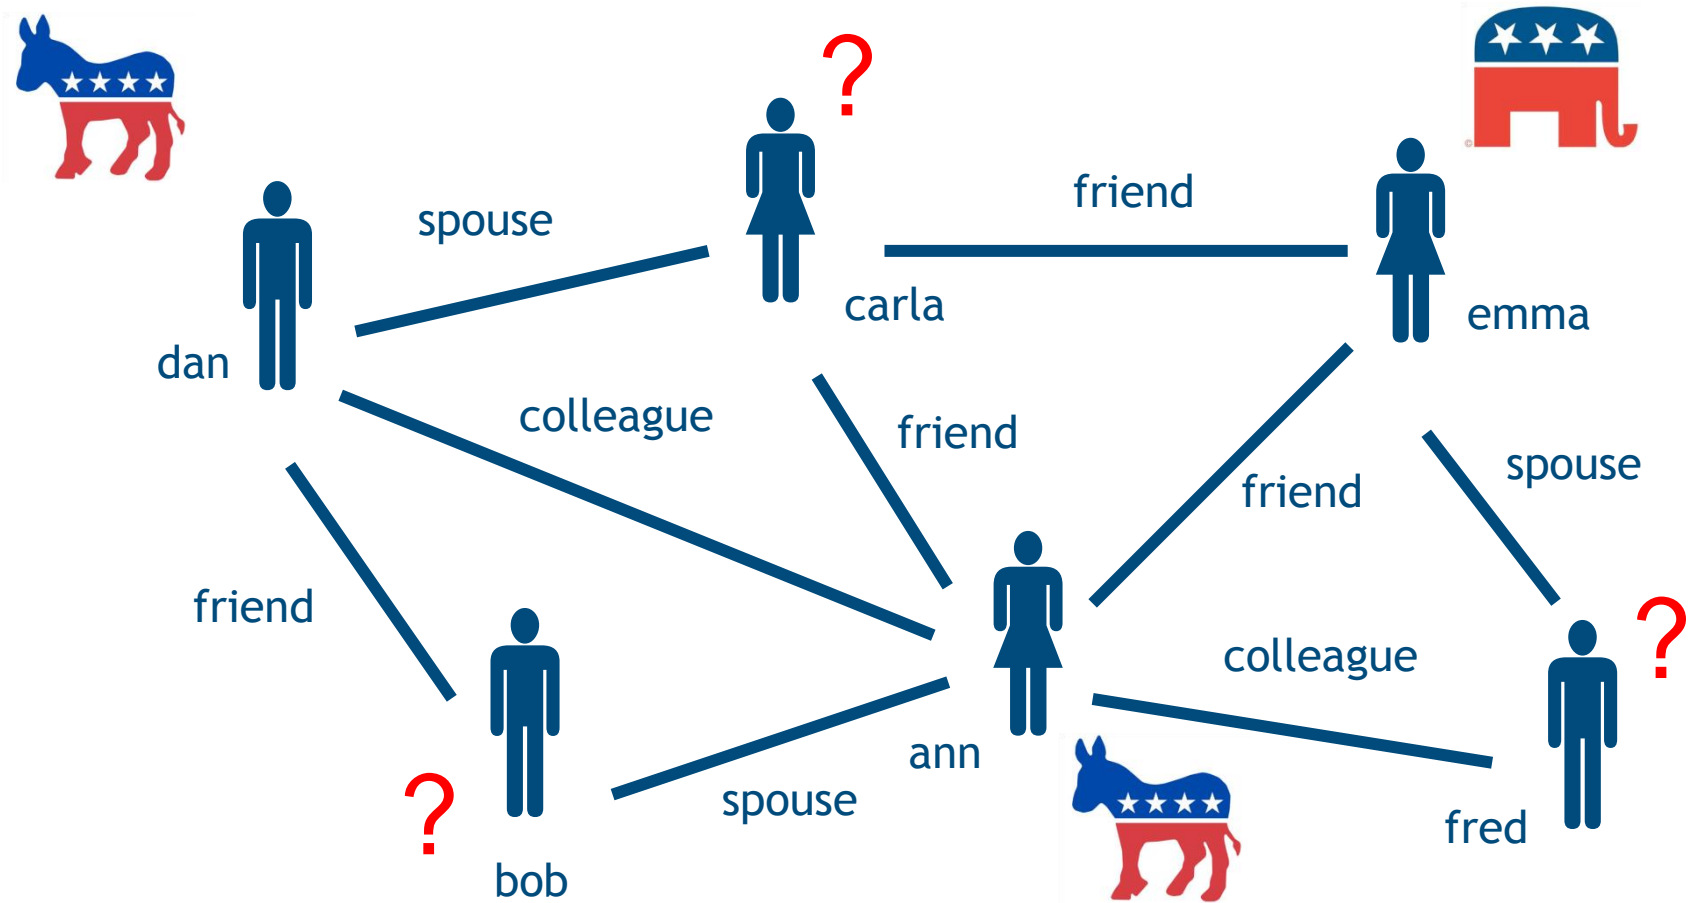 ?
spouse
friend
carla
emma
dan
colleague
friend
friend
spouse
friend
?
colleague
ann
spouse
?
fred
bob
©